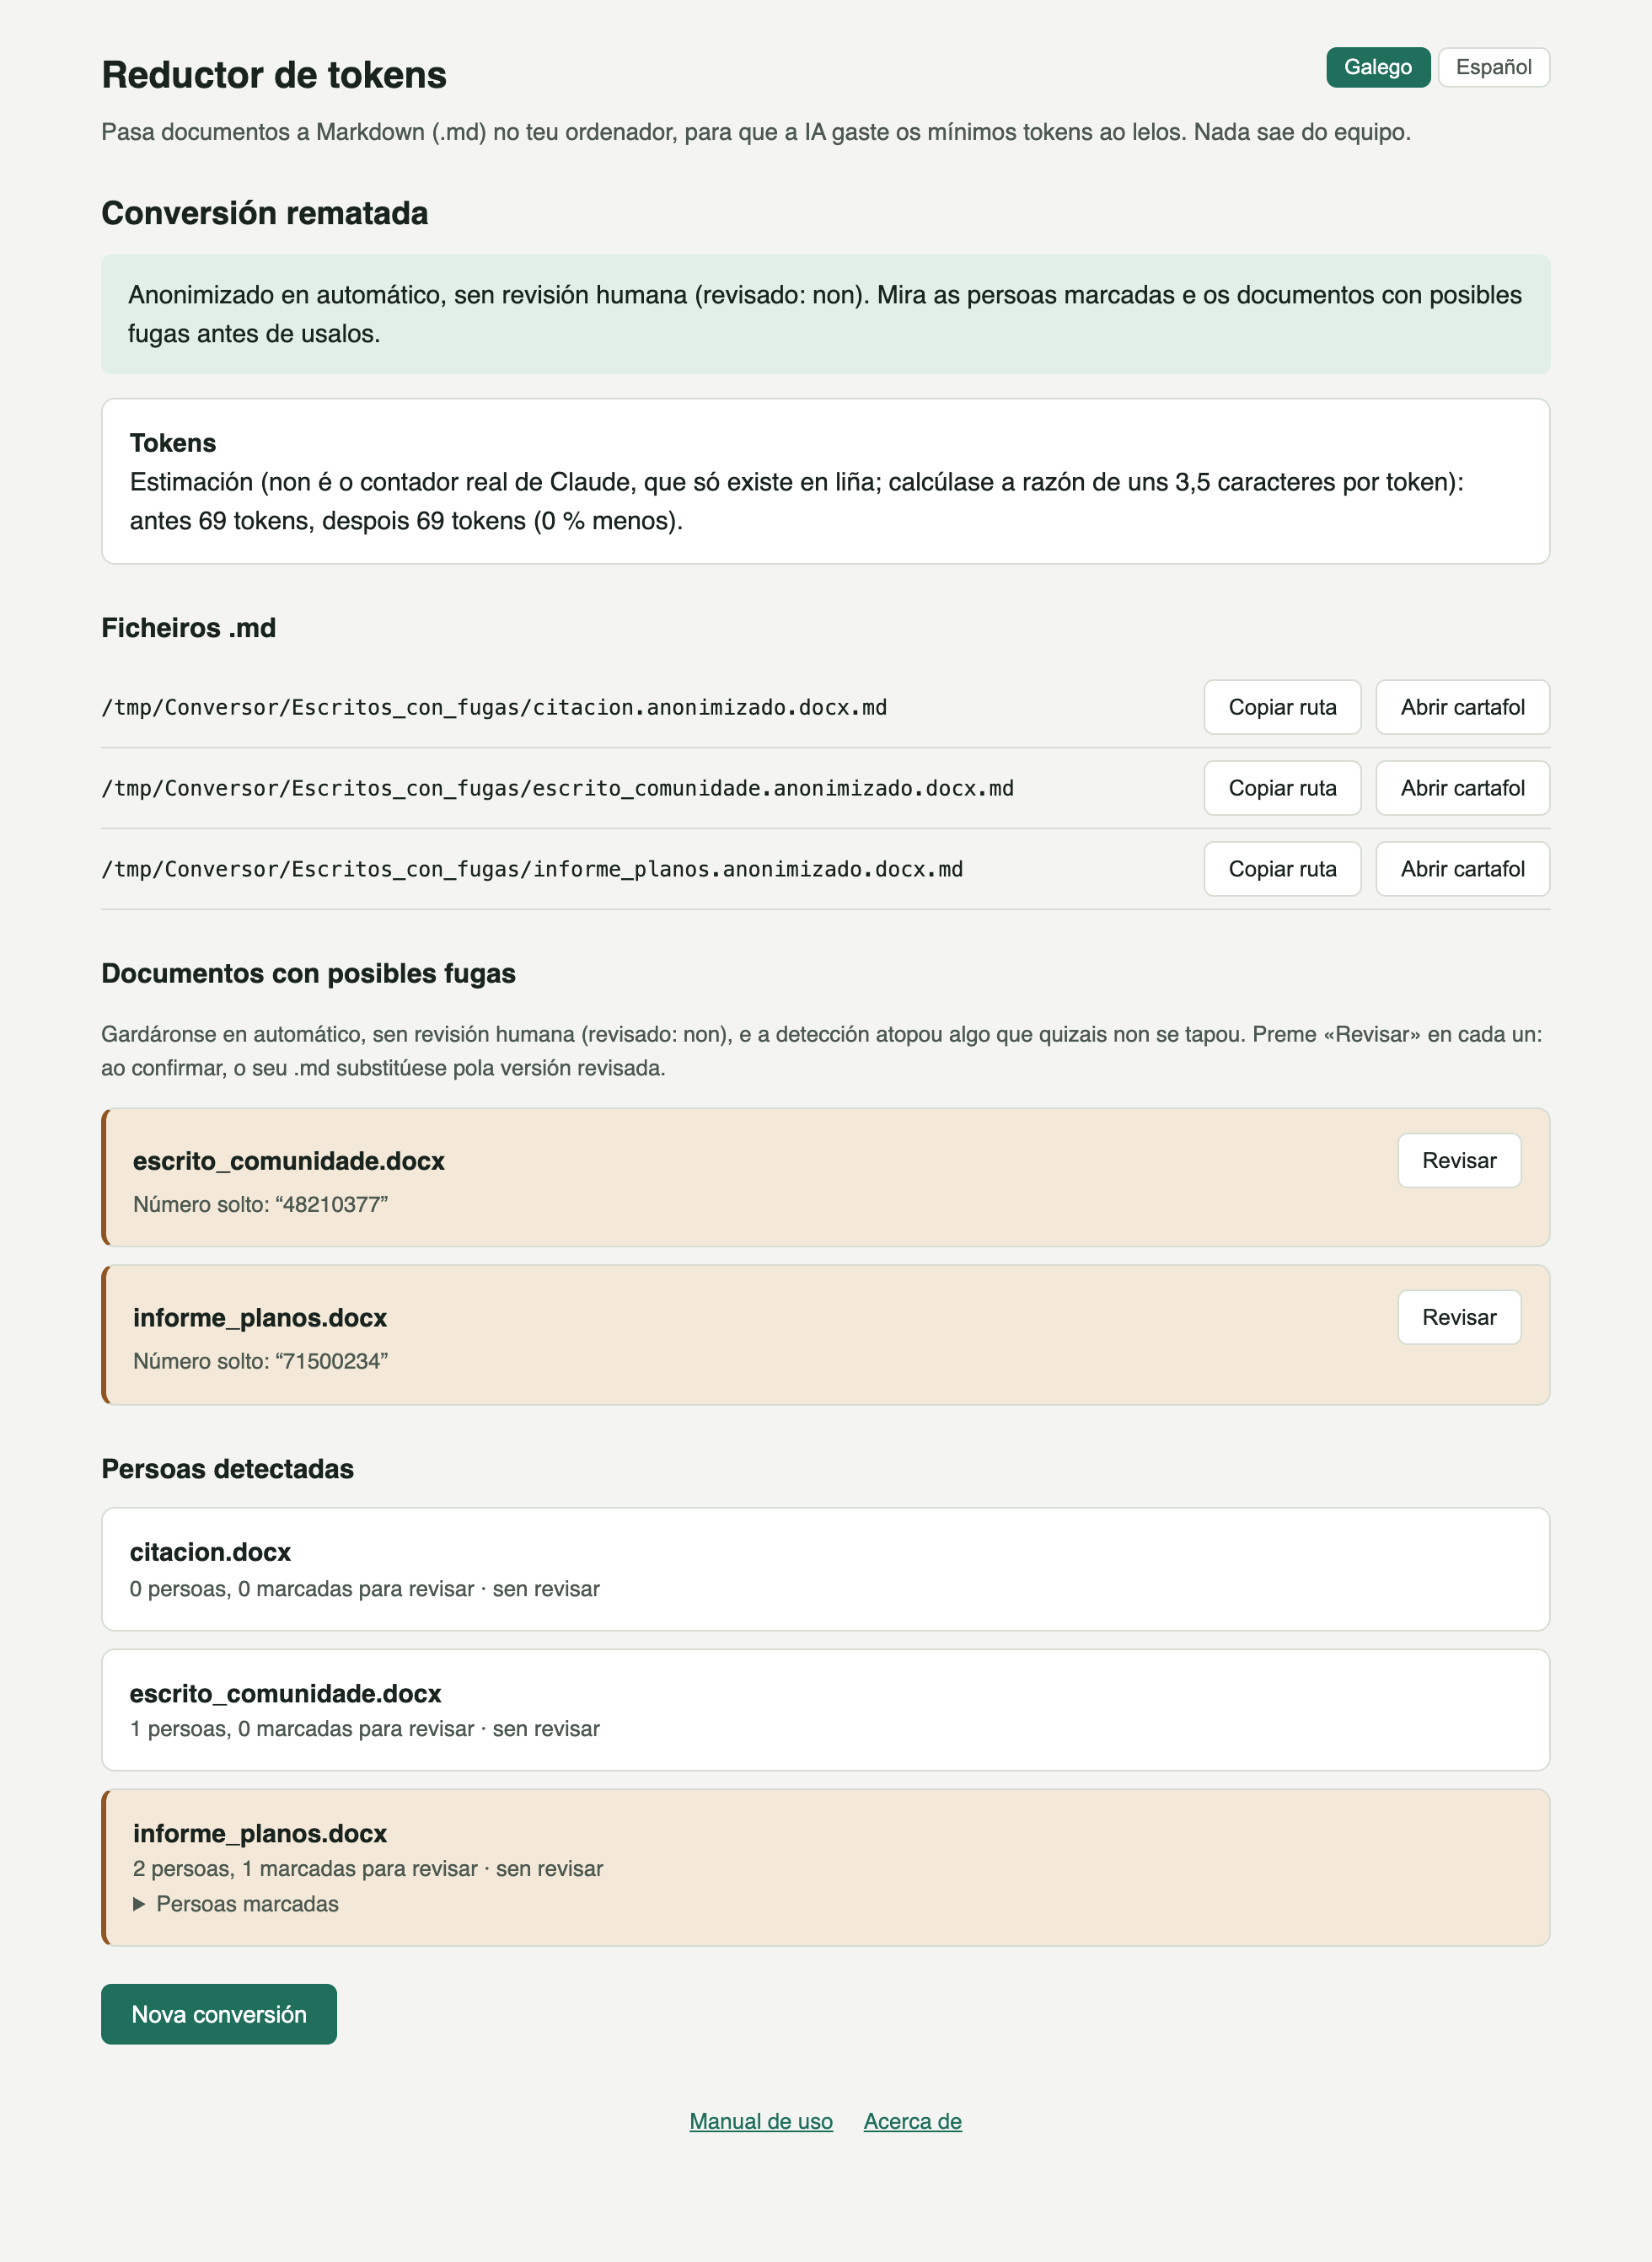 Reductor de tokens
Galego
Español
Pasa documentos a Markdown (.md) no teu ordenador, para que a IA gaste os mínimos tokens ao lelos. Nada sae do equipo.
Conversión rematada
Anonimizado en automático, sen revisión humana (revisado: non). Mira as persoas marcadas e os documentos con posibles
fugas antes de usalos.
Tokens
Estimación (non é o contador real de Claude, que só existe en liña; calcúlase a razón de uns 3,5 caracteres por token):
antes 69 tokens, despois 69 tokens (0 % menos).
Ficheiros .md
/tmp/Conversor/Escritos_con_fugas/citacion.anonimizado.docx.md
Copiar ruta
Abrir cartafol
/tmp/Conversor/Escritos_con_fugas/escrito_comunidade.anonimizado.docx.md
Copiar ruta
Abrir cartafol
/tmp/Conversor/Escritos_con_fugas/informe_planos.anonimizado.docx.md
Copiar ruta
Abrir cartafol
Documentos con posibles fugas
Gardáronse en automático, sen revisión humana (revisado: non), e a detección atopou algo que quizais non se tapou. Preme «Revisar» en cada un:
ao confirmar, o seu .md substitúese pola versión revisada.
escrito_comunidade.docx
Revisar
Número solto: “48210377”
informe_planos.docx
Revisar
Número solto: “71500234”
Persoas detectadas
citacion.docx
0 persoas, 0 marcadas para revisar · sen revisar
escrito_comunidade.docx
1 persoas, 0 marcadas para revisar · sen revisar
informe_planos.docx
2 persoas, 1 marcadas para revisar · sen revisar
▶ Persoas marcadas
Nova conversión
Manual de uso
Acerca de